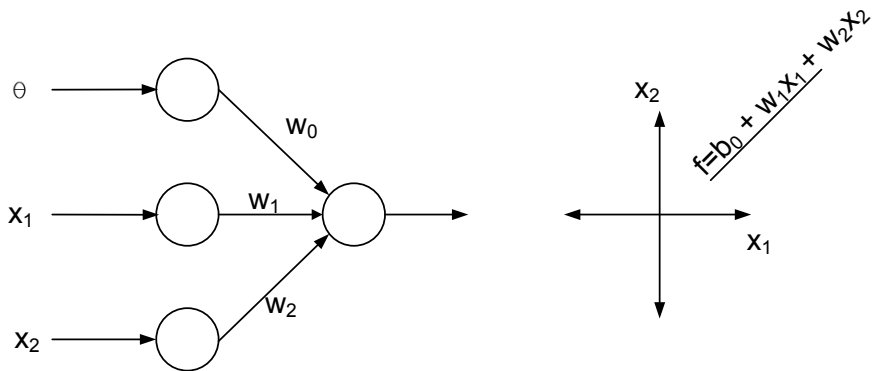 θ
w₀
x₁
w₁
x₂
w₂
x₂
x₁
f=b₀ + w₁x₁ + w₂x₂